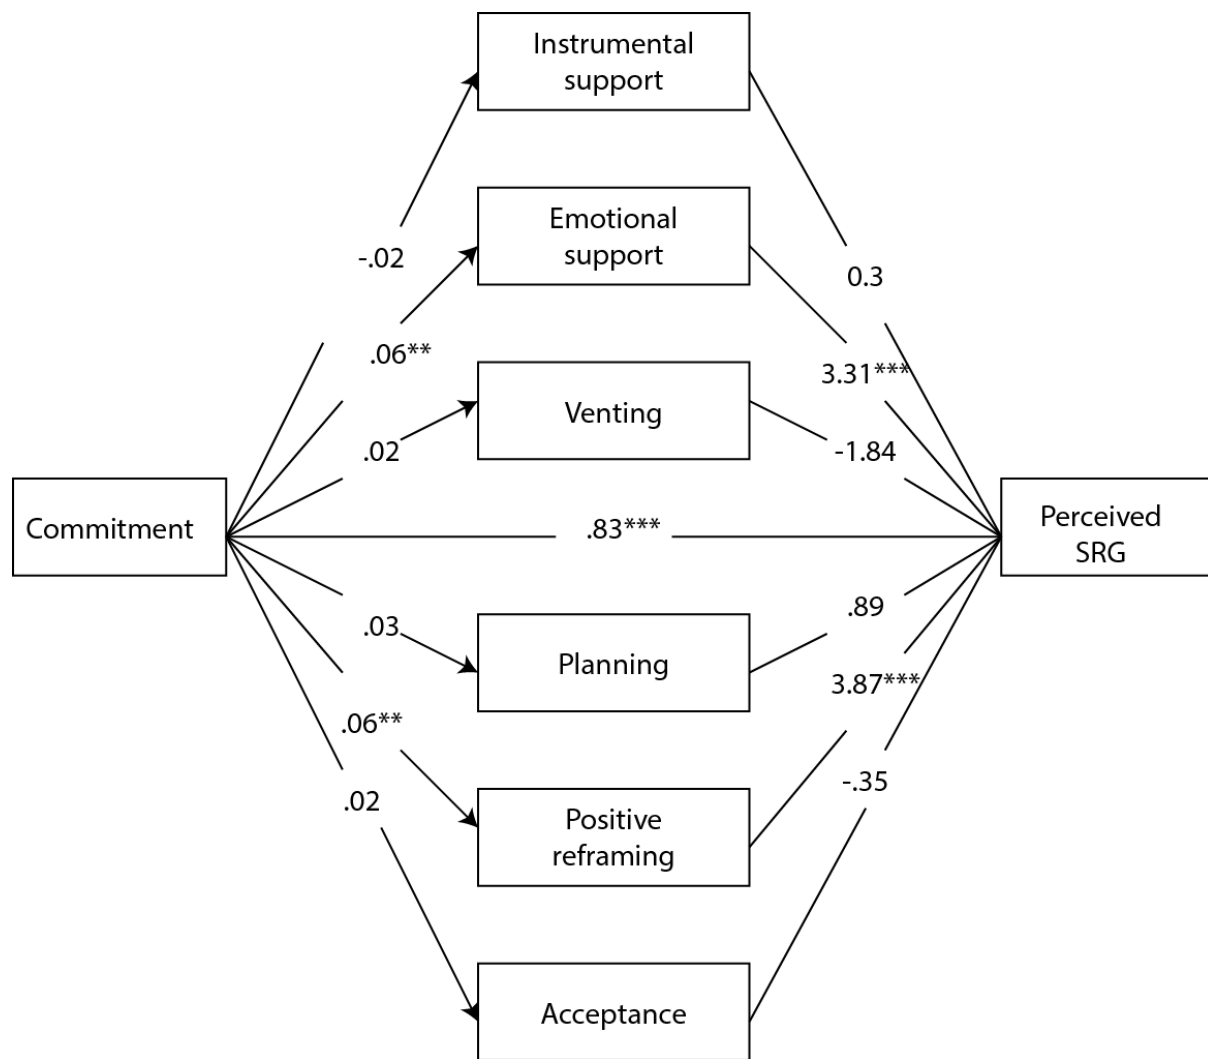 Instrumental
support
-.02
Emotional
support
0.3
.06**
3.31***
Venting
.02
-1.84
Commitment
.83***
Perceived
SRG
.03
Planning
.89
.06**
3.87***
.02
Positive
reframing
-.35
Acceptance